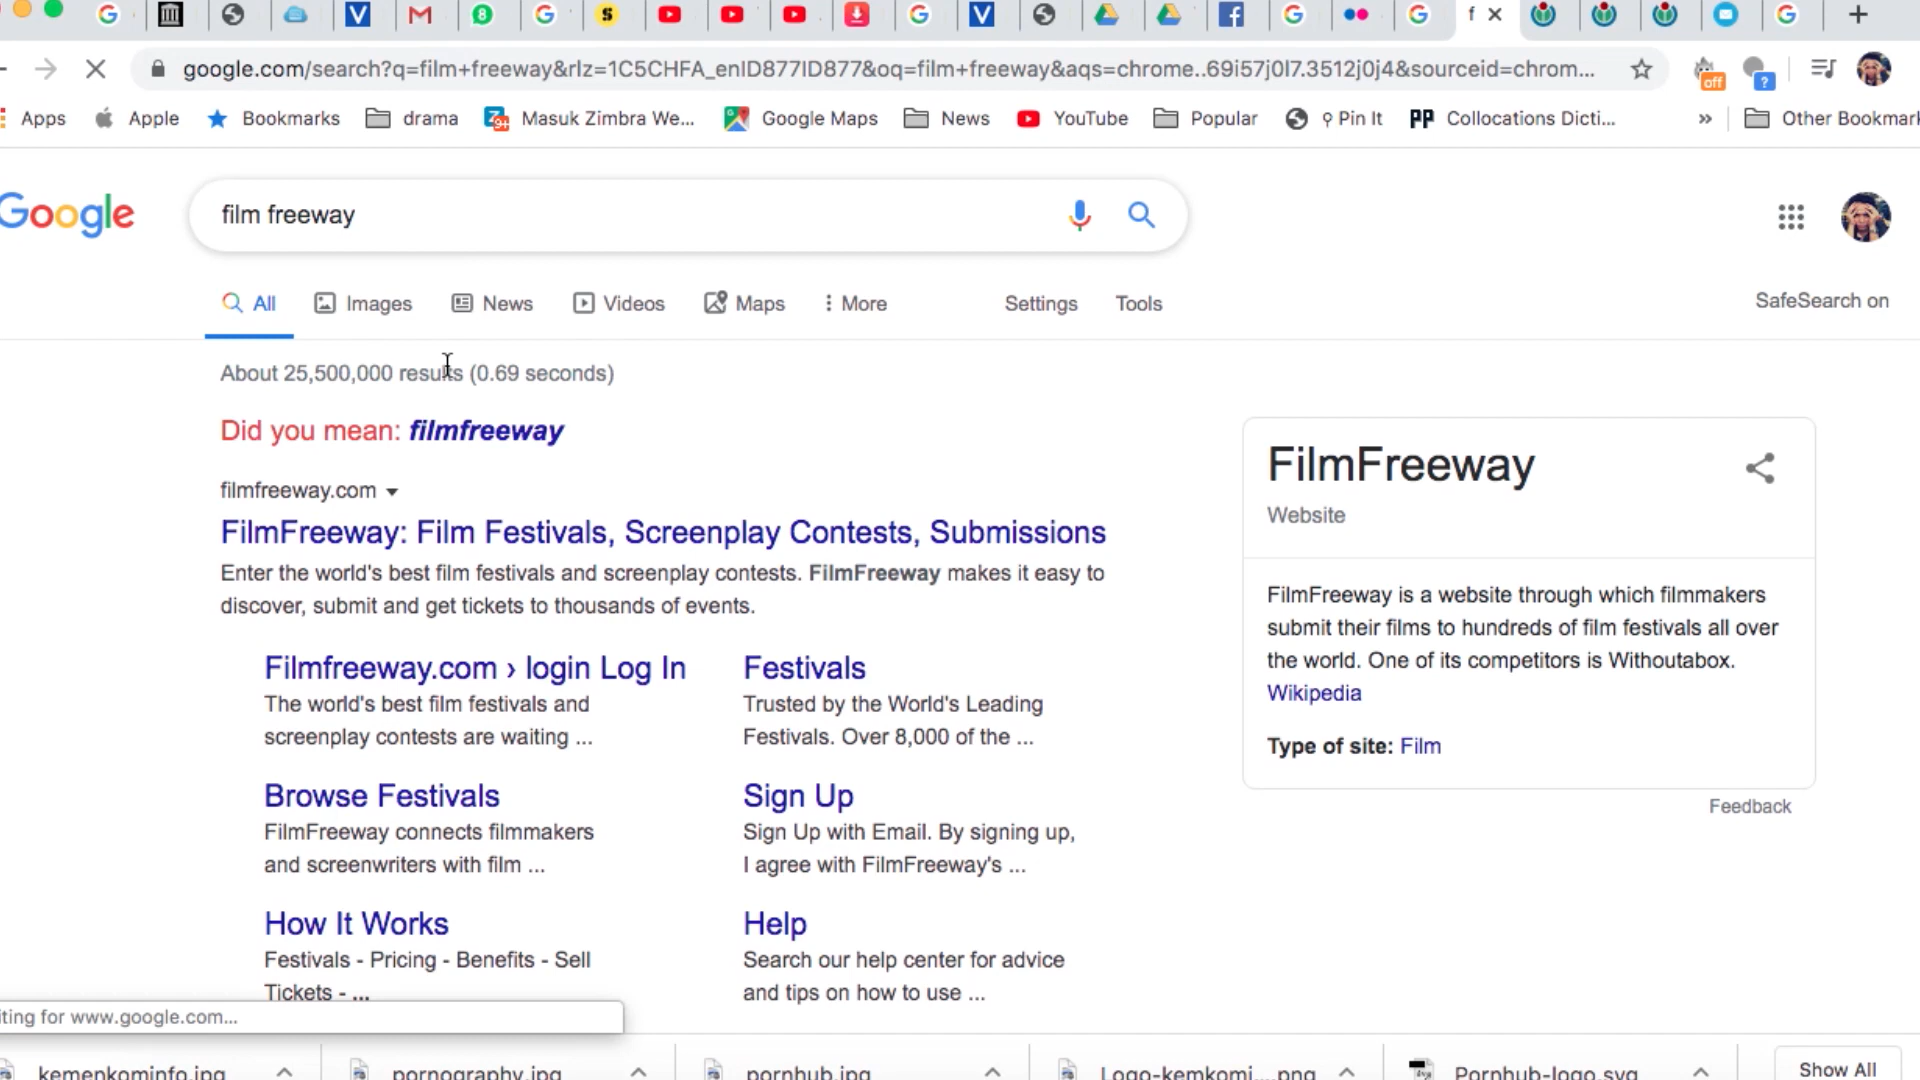 google.com/search?q=film+freeway&rlz=1C5CHFA_enID877ID877&oq=film+freeway&aqs=chrome..69i57j0l7.3512j0j4&sourceid=chrom...
off
?
Apps Apple Bookmarks drama Masuk Zimbra We... Google Maps News YouTube Popular Pin It Collocations Dicti... » Other Bookmark
Google
film freeway
All Images News Videos Maps More Settings Tools SafeSearch on
About 25,500,000 results (0.69 seconds)
Did you mean: filmfreeway
filmfreeway.com
FilmFreeway: Film Festivals, Screenplay Contests, Submissions
Enter the world's best film festivals and screenplay contests. FilmFreeway makes it easy to
discover, submit and get tickets to thousands of events.
Filmfreeway.com › login Log In
The world's best film festivals and
screenplay contests are waiting ...
Festivals
Trusted by the World's Leading
Festivals. Over 8,000 of the ...
Browse Festivals
FilmFreeway connects filmmakers
and screenwriters with film ...
Sign Up
Sign Up with Email. By signing up,
I agree with FilmFreeway's ...
How It Works
Festivals - Pricing - Benefits - Sell
Tickets - ...
Help
Search our help center for advice
and tips on how to use ...
FilmFreeway
Website
FilmFreeway is a website through which filmmakers
submit their films to hundreds of film festivals all over
the world. One of its competitors is Withoutabox.
Wikipedia
Type of site: Film
Feedback
iting for www.google.com...
kemenkominfo.jpg pornography.jpg pornhub.jpg Logo-kemkomi....png Pornhub-logo.svg Show All